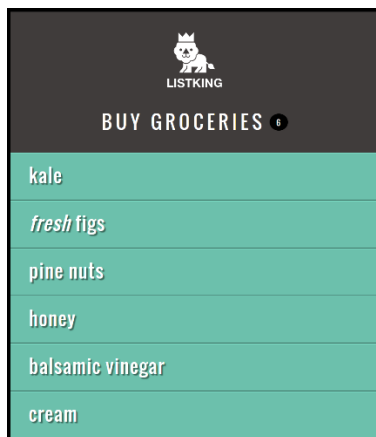 LISTKING
BUY GROCERIES 6
kale
fresh figs
pine nuts
honey
balsamic vinegar
cream